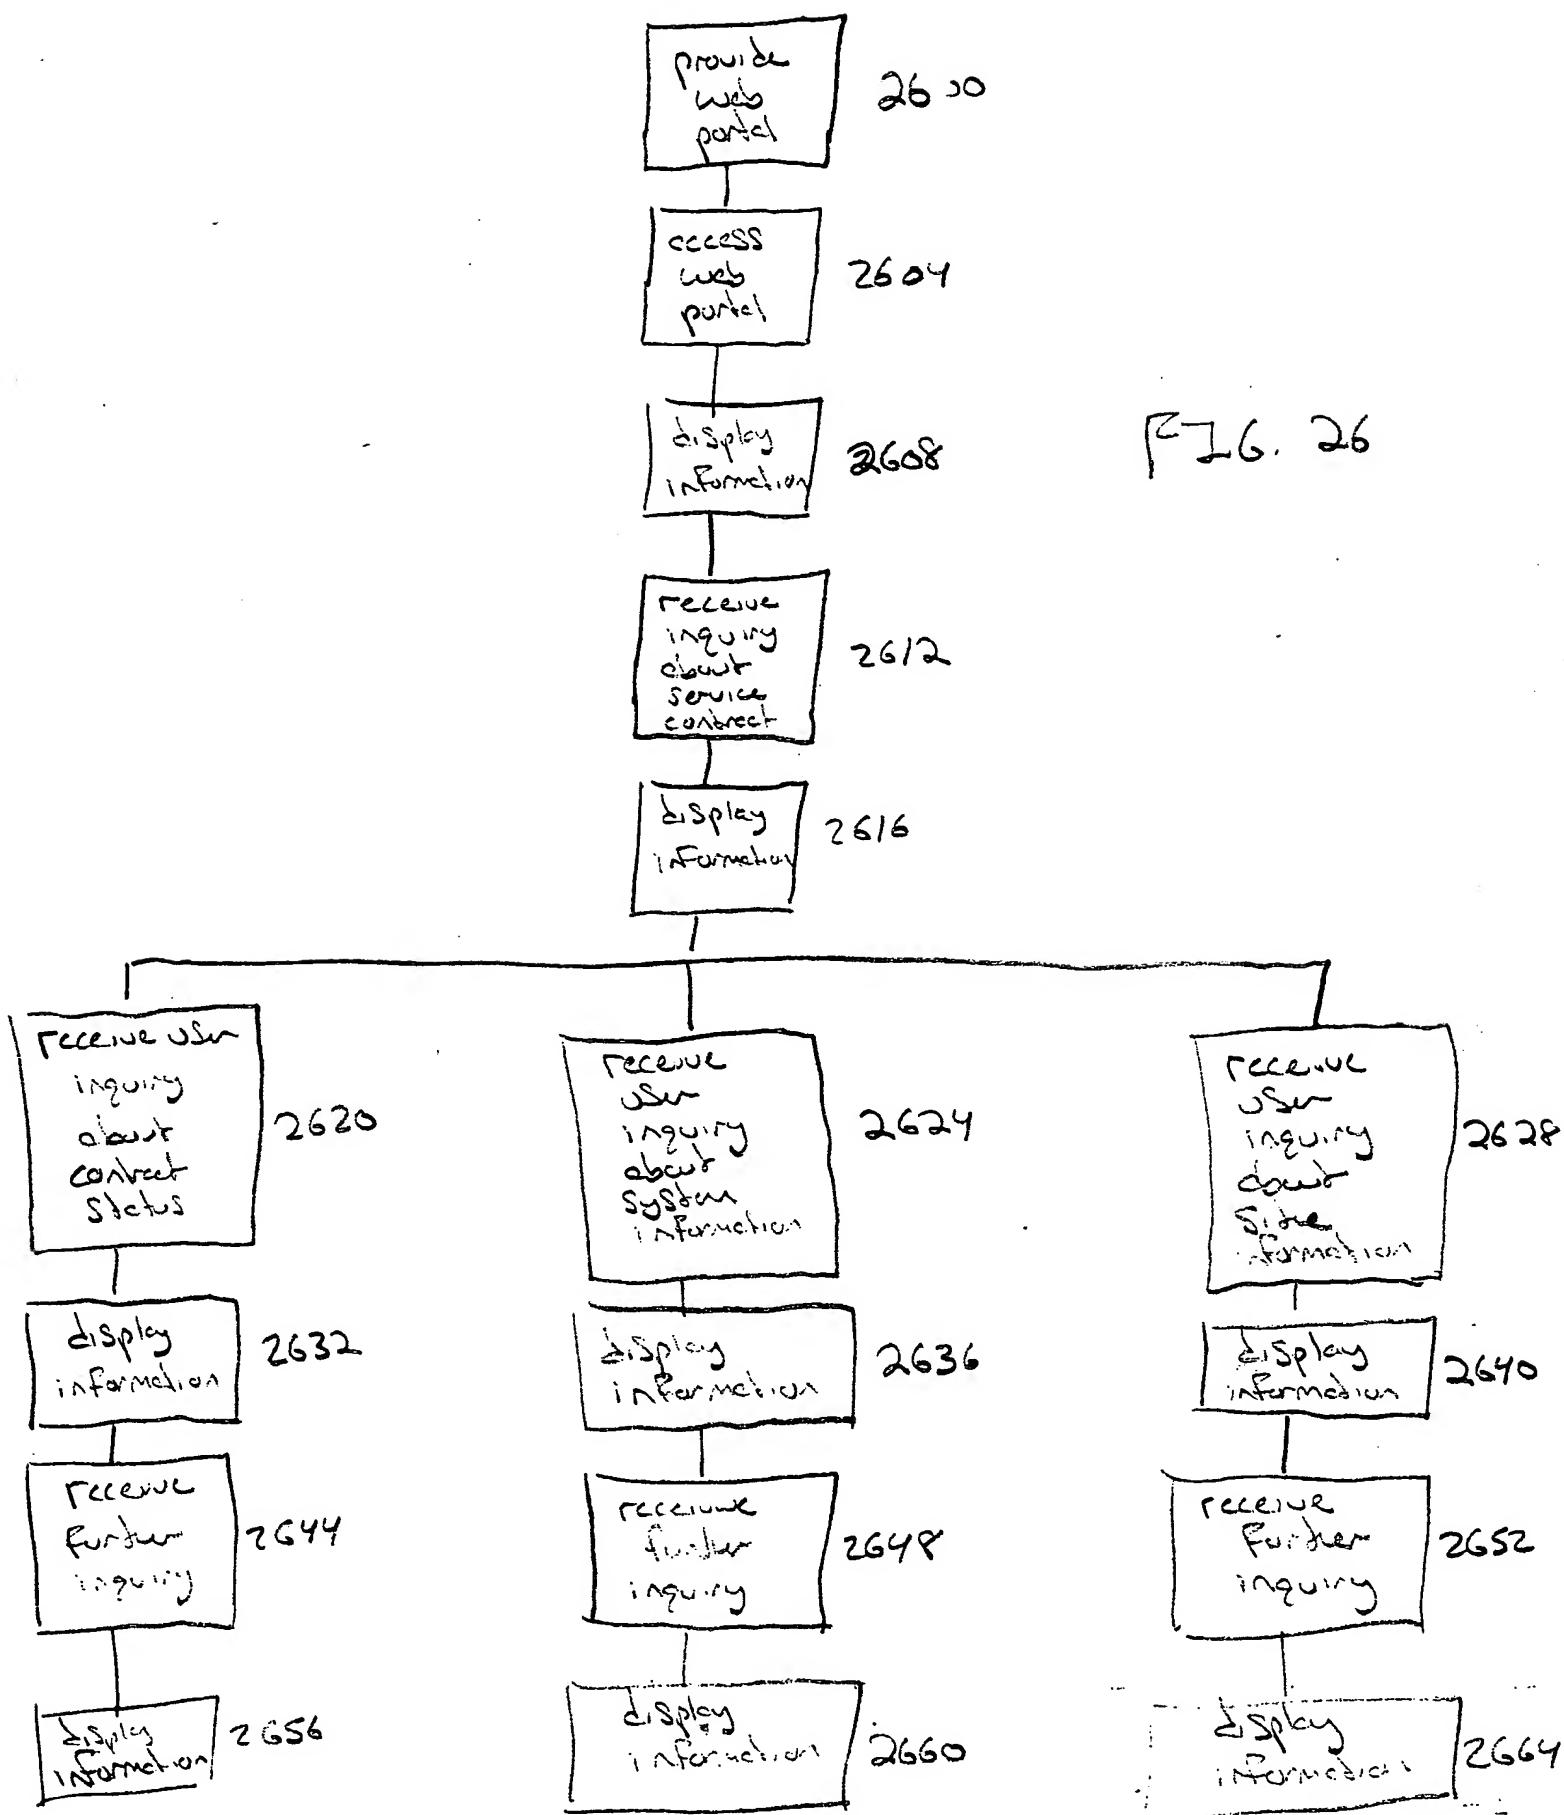 provide
web
portal
2600
access
web
portal
2604
display
information
2608
FIG. 26
receive
inquiry
about
service
contract
2612
display
information
2616
receive user
inquiry
about
contract
status
2620
receive
user
inquiry
about
system
information
2624
receive
user
inquiry
about
site
information
2628
display
information
2632
display
information
2636
display
information
2640
receive
further
inquiry
2644
receive
further
inquiry
2648
receive
further
inquiry
2652
display
information
2656
display
information
2660
display
information
2664